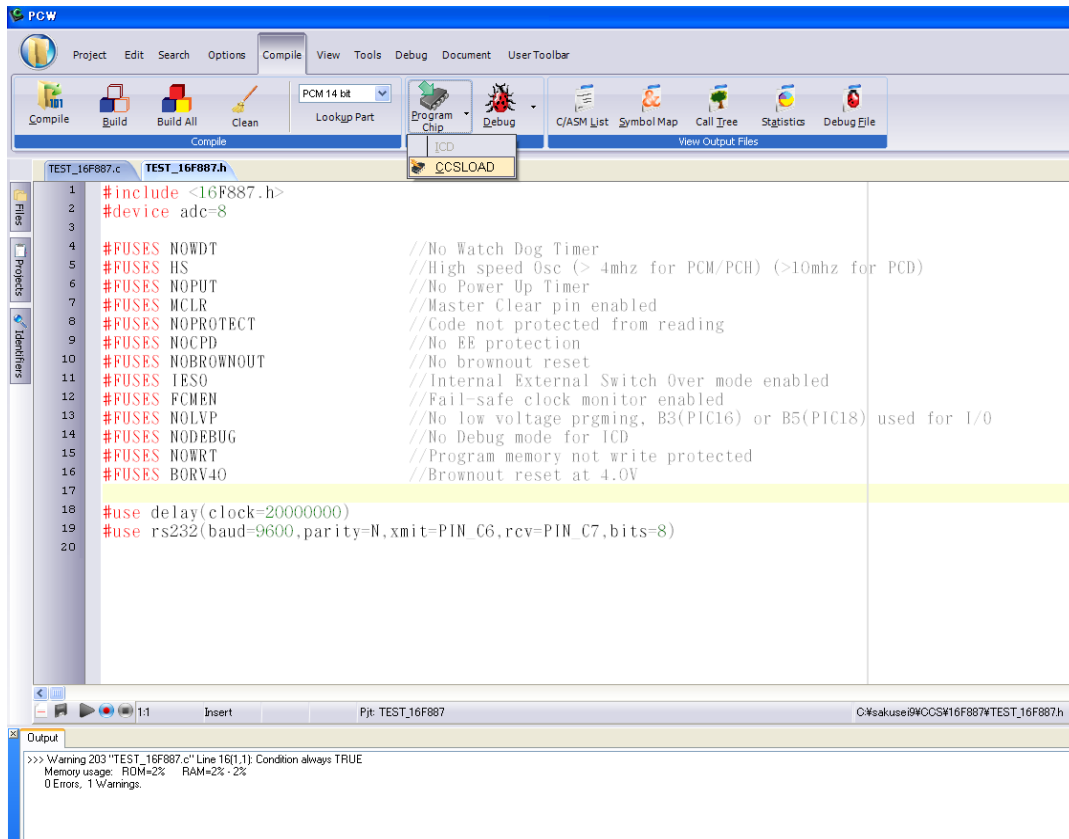 PCW
Project Edit Search Options Compile View Tools Debug Document User Toolbar
Compile Build Build All Clean PCM 14 bit Lookup Part Program Chip Debug C/ASM List Symbol Map Call Tree Statistics Debug File
Compile View Output Files
ICD
CCSLOAD
TEST_16F887.c TEST_16F887.h
Files
Projects
Identifiers
1 #include <16F887.h>
2 #device adc=8
3
4 #FUSES NOWDT //No Watch Dog Timer
5 #FUSES HS //High speed Osc (> 4mhz for PCM/PCH) (>10mhz for PCD)
6 #FUSES NOPUT //No Power Up Timer
7 #FUSES MCLR //Master Clear pin enabled
8 #FUSES NOPROTECT //Code not protected from reading
9 #FUSES NOCPD //No EE protection
10 #FUSES NOBROWNOUT //No brownout reset
11 #FUSES IESO //Internal External Switch Over mode enabled
12 #FUSES FCMEN //Fail-safe clock monitor enabled
13 #FUSES NOLVP //No low voltage prgming, B3(PIC16) or B5(PIC18) used for I/O
14 #FUSES NODEBUG //No Debug mode for ICD
15 #FUSES NOWRT //Program memory not write protected
16 #FUSES BORV40 //Brownout reset at 4.0V
17
18 #use delay(clock=20000000)
19 #use rs232(baud=9600,parity=N,xmit=PIN_C6,rcv=PIN_C7,bits=8)
20
1:1 Insert Pjt: TEST_16F887 C:¥sakusei9¥CCS¥16F887¥TEST_16F887.h
Output
>>> Warning 203 "TEST_16F887.c" Line 16(1,1): Condition always TRUE
Memory usage: ROM=2% RAM=2% - 2%
0 Errors, 1 Warnings.